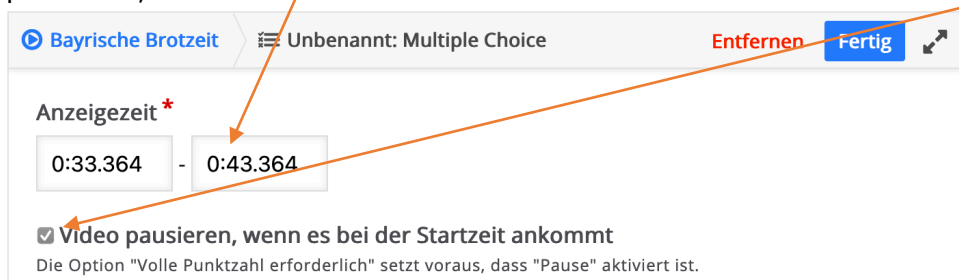 Bayrische Brotzeit Unbenannt: Multiple Choice Entfernen Fertig
Anzeigezeit *
0:33.364 - 0:43.364
Video pausieren, wenn es bei der Startzeit ankommt
Die Option "Volle Punktzahl erforderlich" setzt voraus, dass "Pause" aktiviert ist.